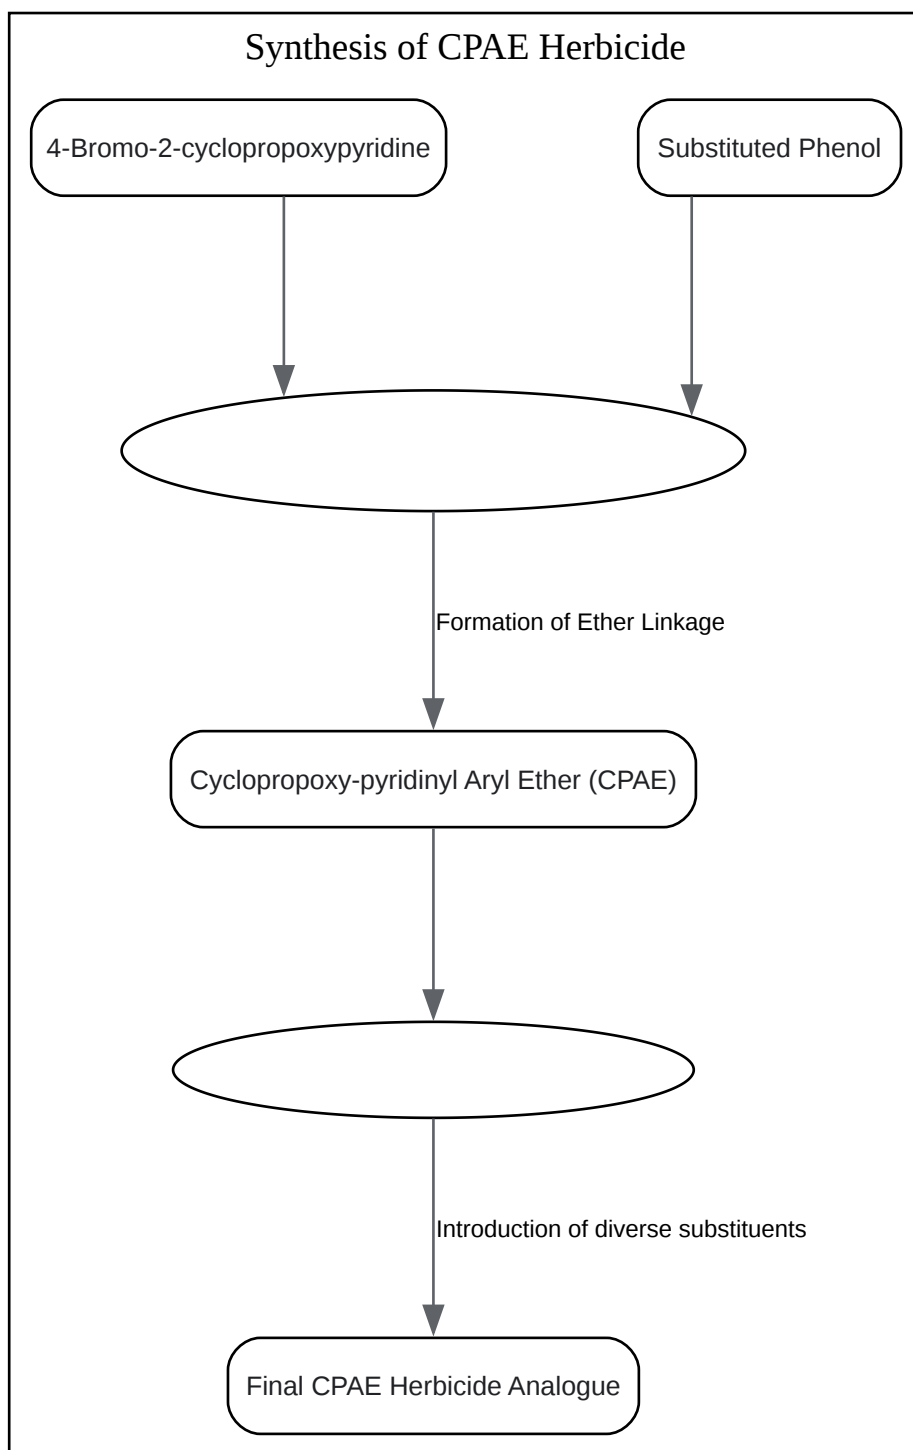 Synthesis of CPAE Herbicide
4-Bromo-2-cyclopropoxypyridine
Substituted Phenol
Formation of Ether Linkage
Cyclopropoxy-pyridinyl Aryl Ether (CPAE)
Introduction of diverse substituents
Final CPAE Herbicide Analogue